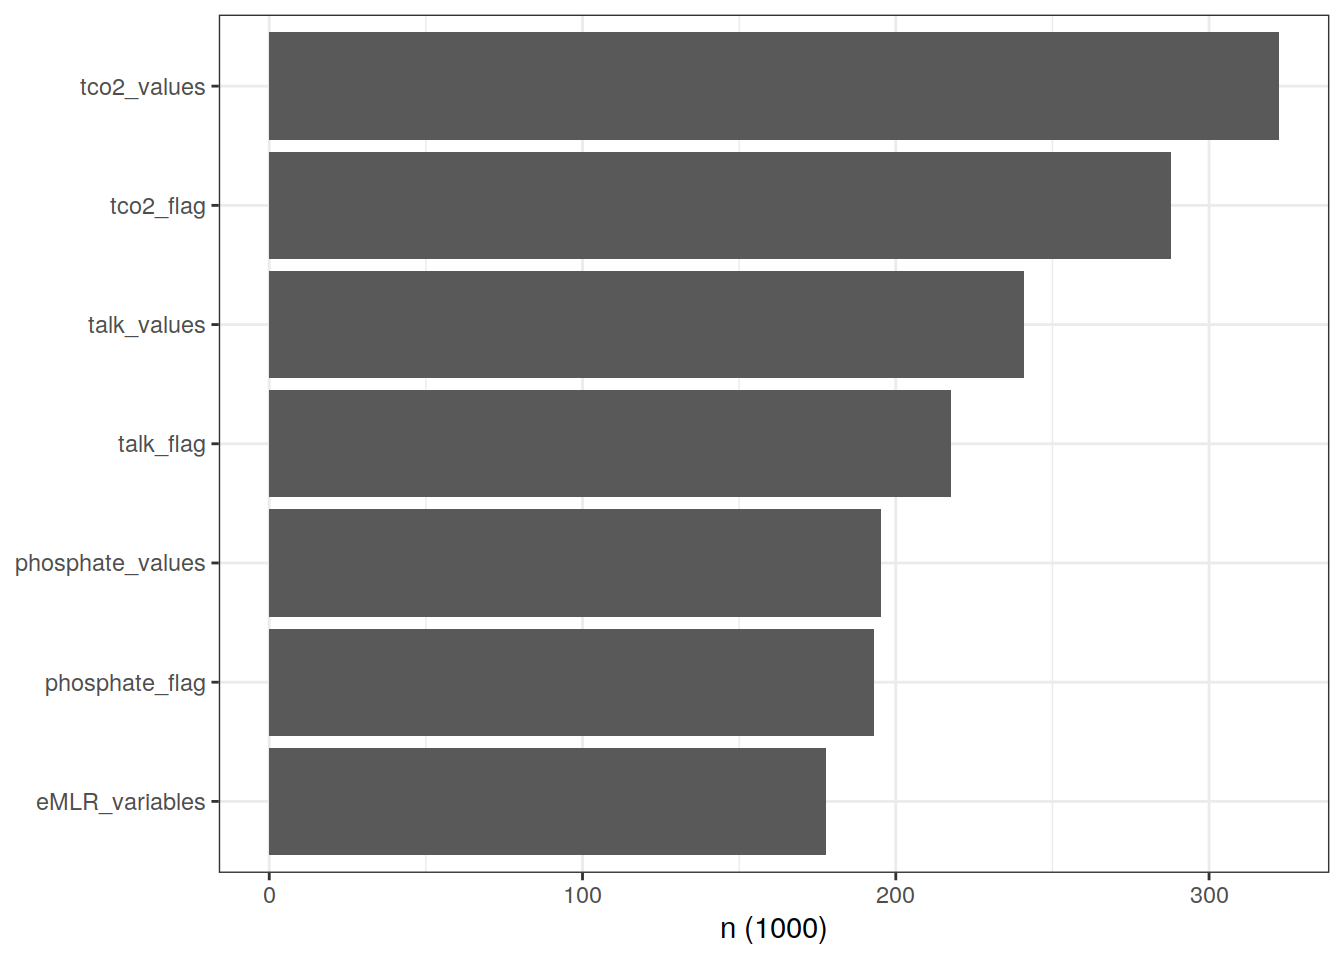 tco2_values
tco2_flag
talk_values
talk_flag
phosphate_values
phosphate_flag
eMLR_variables
0 100 200 300
n (1000)